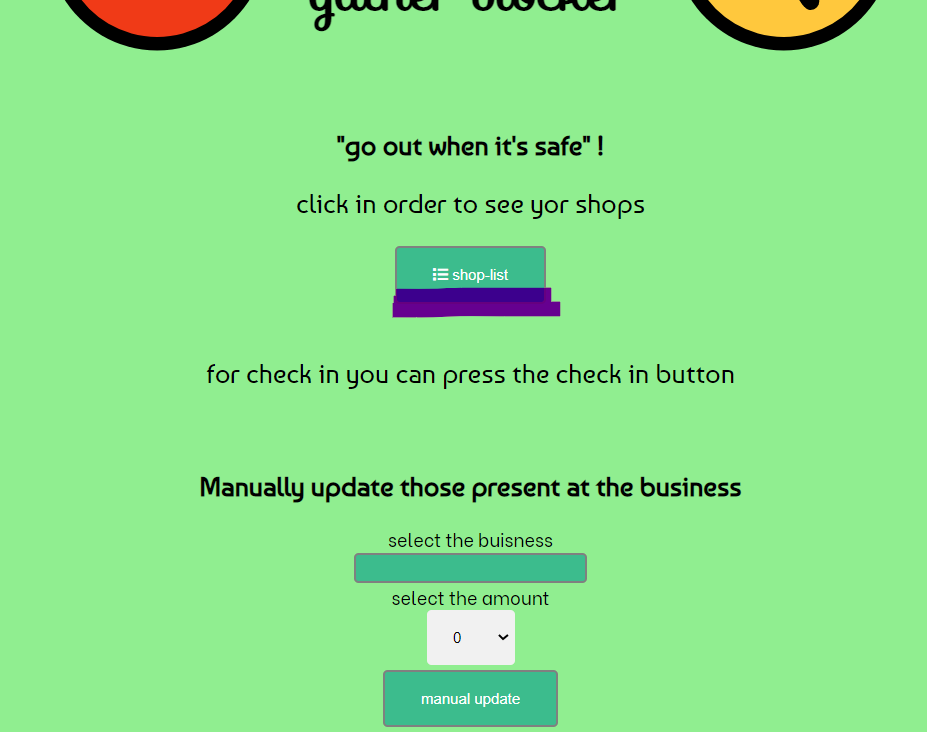 "go out when it's safe" !
click in order to see yor shops
shop-list
for check in you can press the check in button
Manually update those present at the business
select the buisness
select the amount
0
manual update